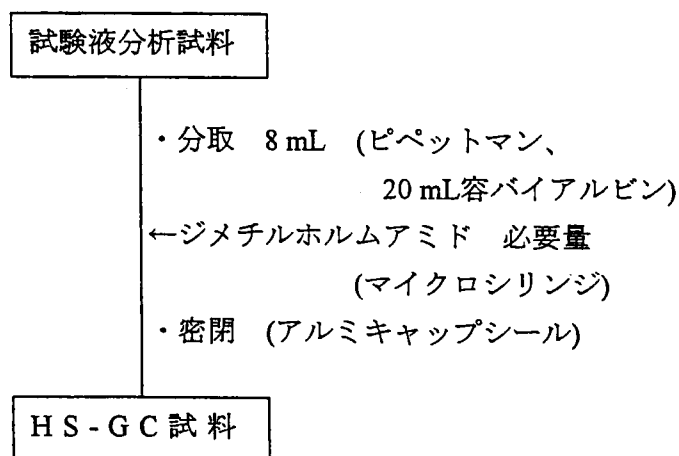 試験液分析試料
・分取 8 mL (ピペットマン、
20 mL容バイアルビン)
←ジメチルホルムアミド 必要量
(マイクロシリンジ)
・密閉 (アルミキャップシール)
HS-GC試料